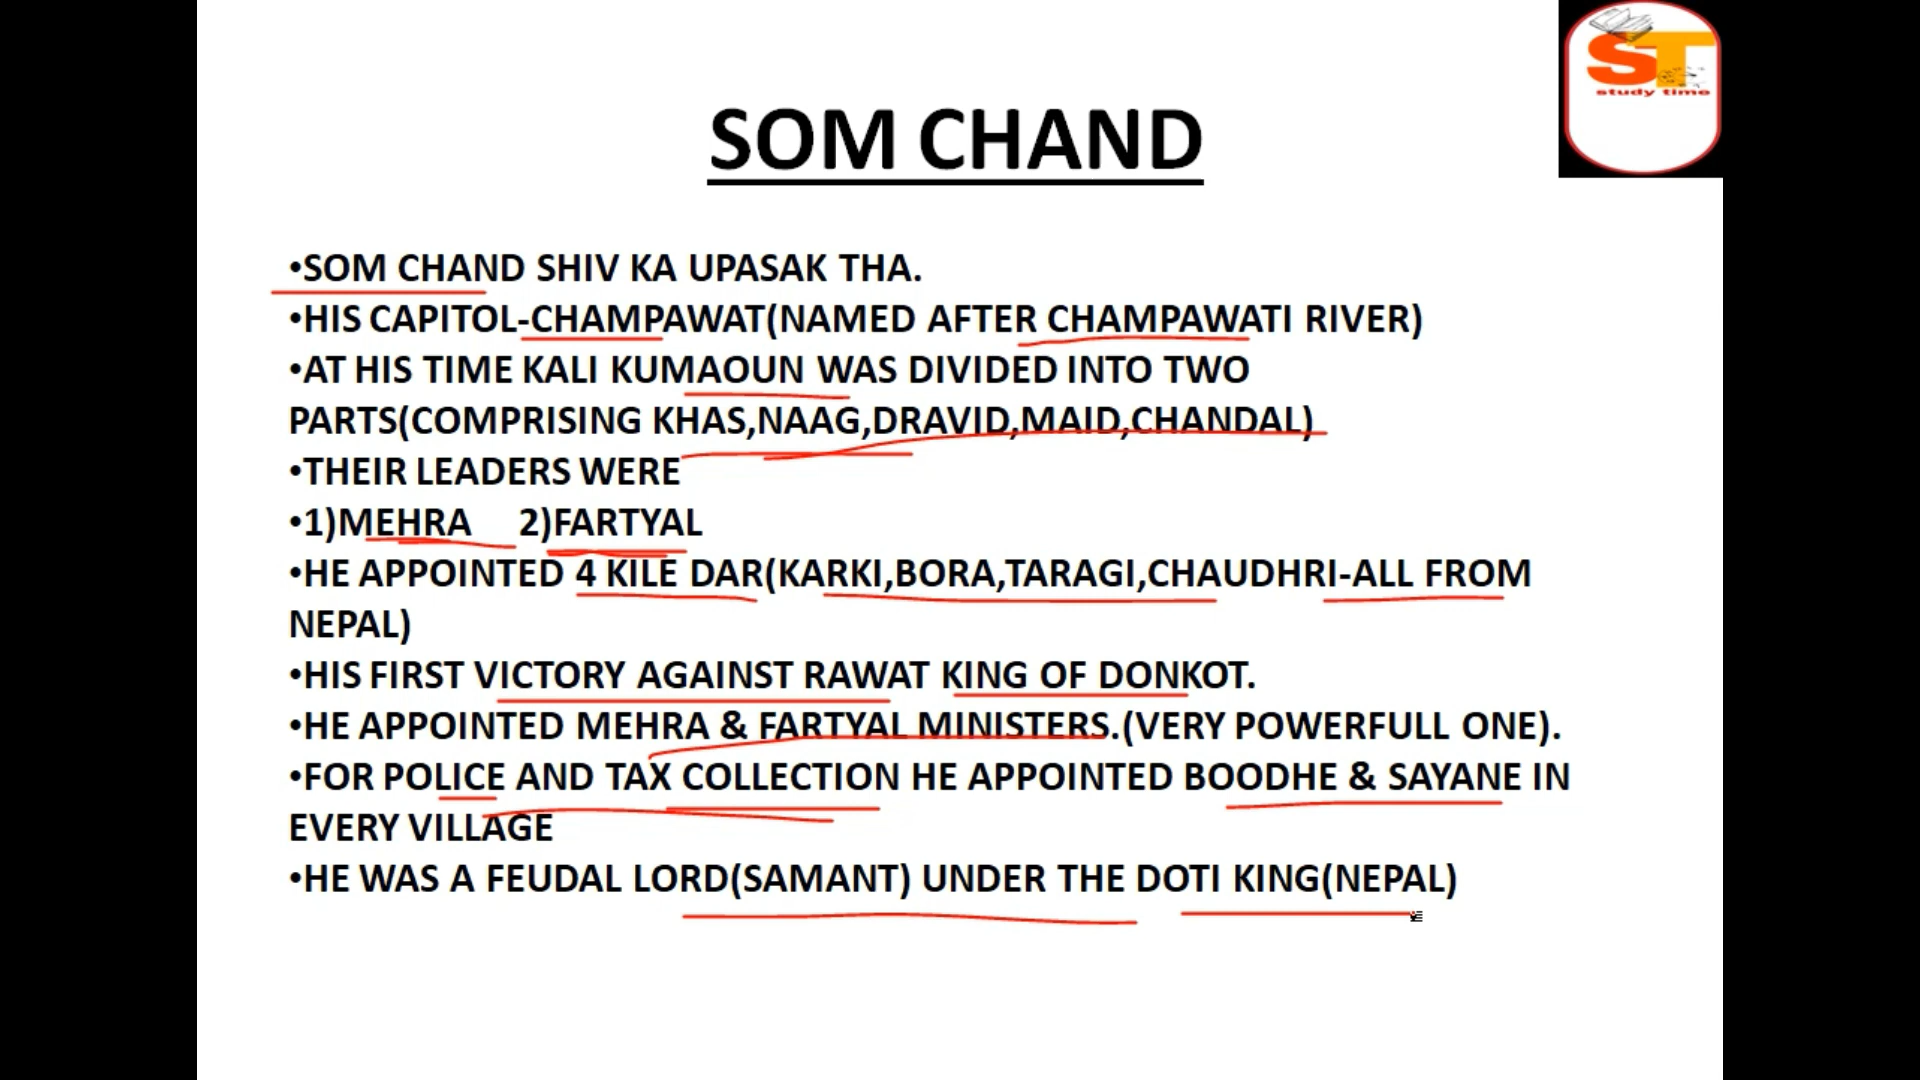 ST
study time
SOM CHAND
•SOM CHAND SHIV KA UPASAK THA.
•HIS CAPITOL-CHAMPAWAT(NAMED AFTER CHAMPAWATI RIVER)
•AT HIS TIME KALI KUMAOUN WAS DIVIDED INTO TWO
PARTS(COMPRISING KHAS,NAAG,DRAVID,MAID,CHANDAL)
•THEIR LEADERS WERE
•1)MEHRA 2)FARTYAL
•HE APPOINTED 4 KILE DAR(KARKI,BORA,TARAGI,CHAUDHRI-ALL FROM
NEPAL)
•HIS FIRST VICTORY AGAINST RAWAT KING OF DONKOT.
•HE APPOINTED MEHRA & FARTYAL MINISTERS.(VERY POWERFULL ONE).
•FOR POLICE AND TAX COLLECTION HE APPOINTED BOODHE & SAYANE IN
EVERY VILLAGE
•HE WAS A FEUDAL LORD(SAMANT) UNDER THE DOTI KING(NEPAL)